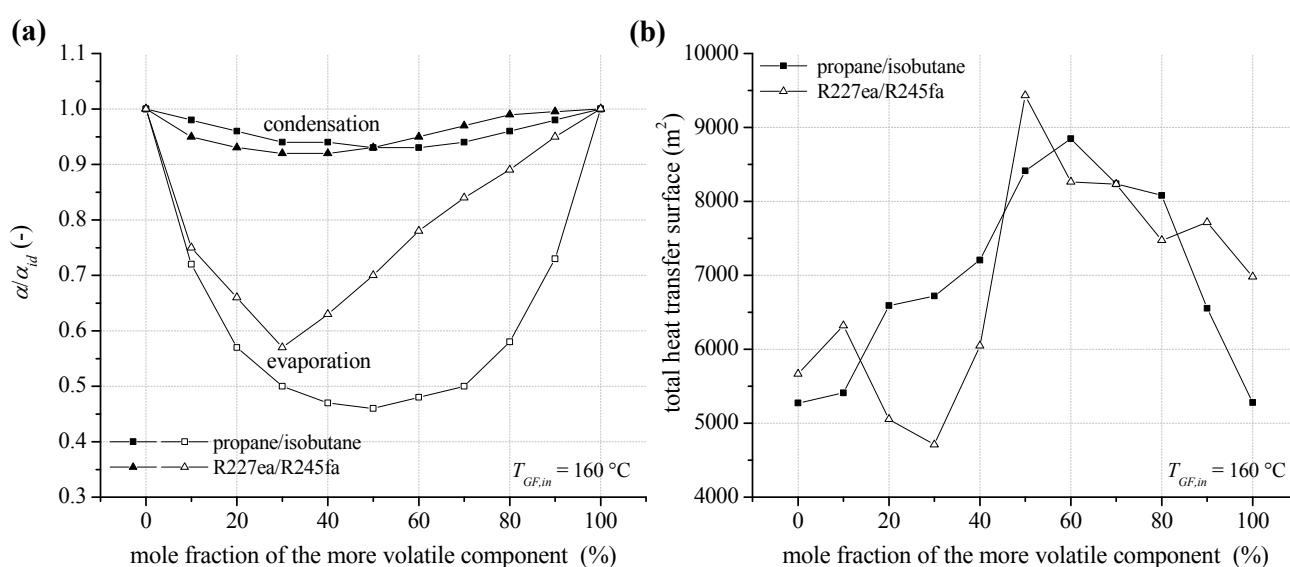 (a)
1.1
1.0
0.9
0.8
0.7
0.6
0.5
0.4
0.3
α/α_id (-)
condensation
evaporation
propane/isobutane
R227ea/R245fa
T_GF,in = 160 °C
0 20 40 60 80 100
mole fraction of the more volatile component (%)
(b)
10000
9000
8000
7000
6000
5000
4000
total heat transfer surface (m²)
propane/isobutane
R227ea/R245fa
T_GF,in = 160 °C
0 20 40 60 80 100
mole fraction of the more volatile component (%)